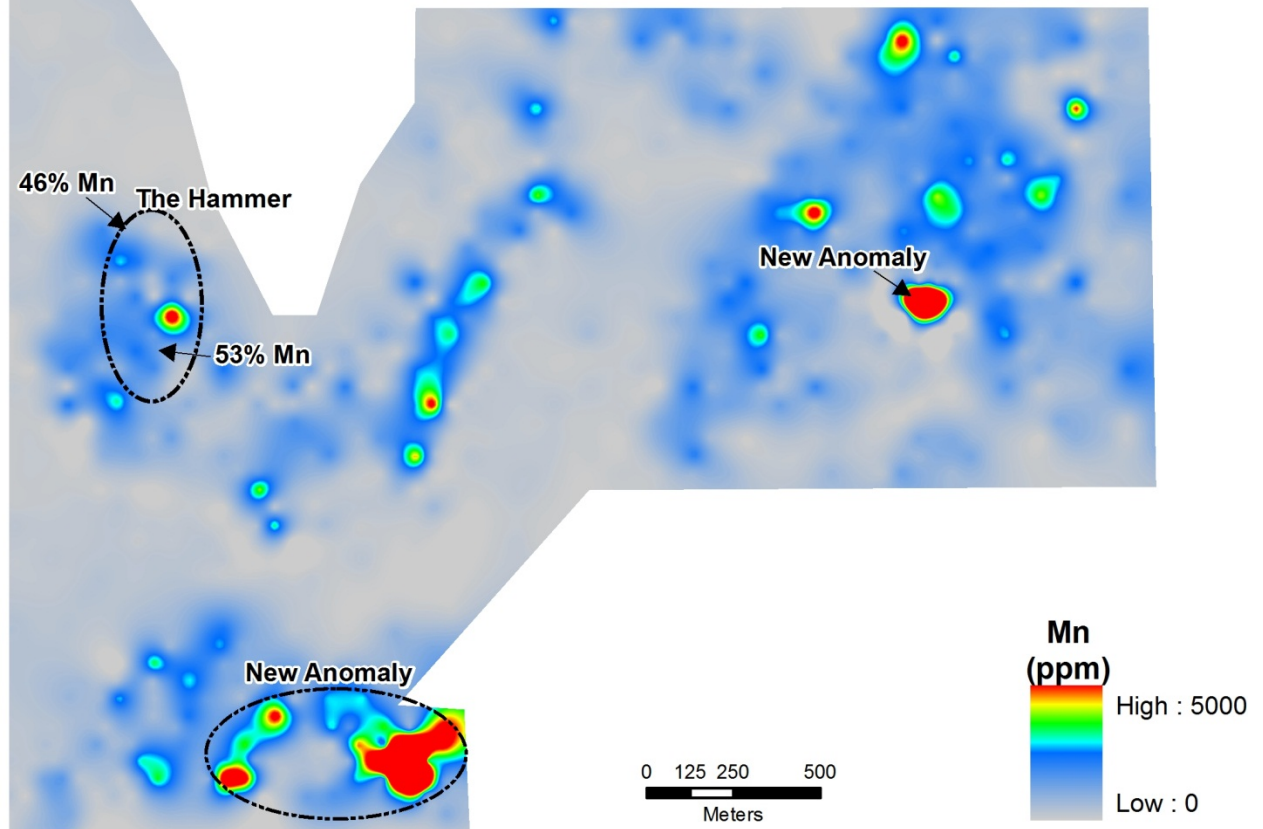 46% Mn
The Hammer
New Anomaly
53% Mn
New Anomaly
Mn
(ppm)
High : 5000
Low : 0
0 125 250 500
Meters